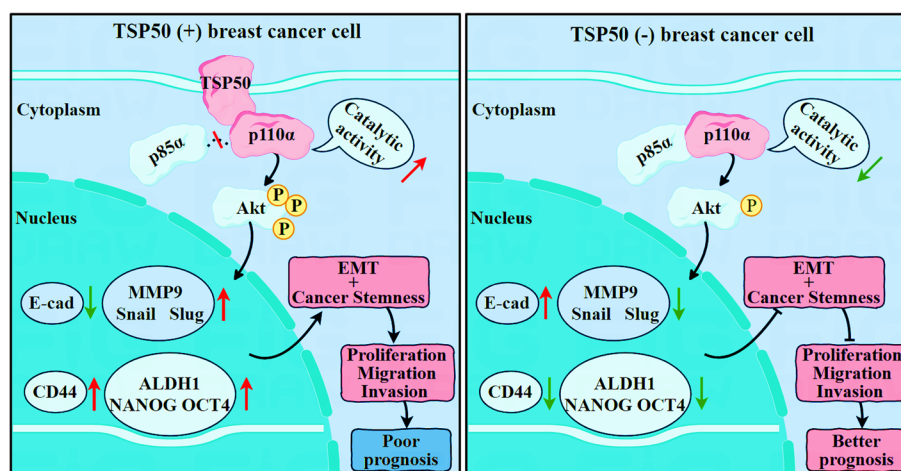 TSP50 (+) breast cancer cell
TSP50
Cytoplasm
p85α
p110α
Catalytic
activity
Akt
P
P
P
Nucleus
E-cad
MMP9
Snail Slug
EMT
+
Cancer Stemness
CD44
ALDH1
NANOG OCT4
Proliferation
Migration
Invasion
Poor
prognosis
TSP50 (-) breast cancer cell
Cytoplasm
p85α
p110α
Catalytic
activity
Akt
P
Nucleus
E-cad
MMP9
Snail Slug
EMT
+
Cancer Stemness
CD44
ALDH1
NANOG OCT4
Proliferation
Migration
Invasion
Better
prognosis